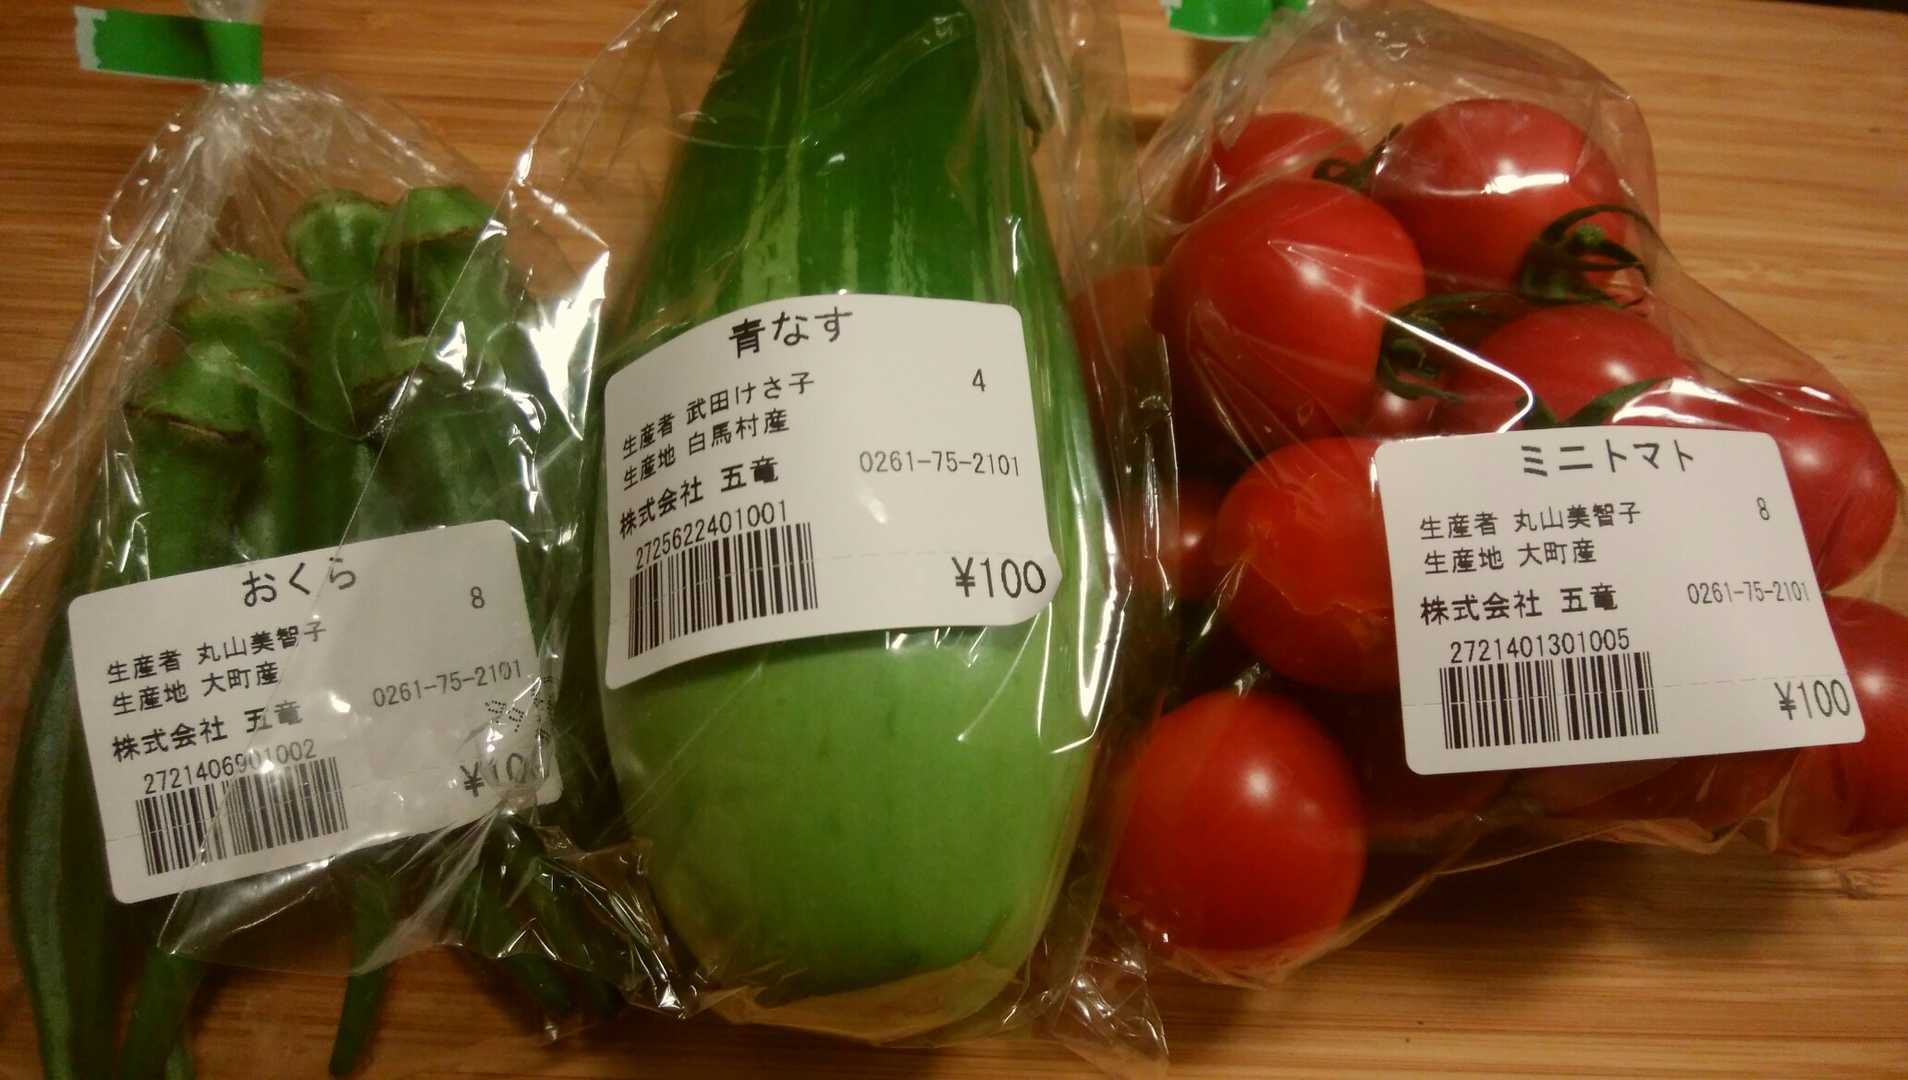 おくら
8
生産者 丸山美智子
生産地 大町産
0261-75-2101
株式会社 五竜
2721406901002
¥100
青なす
4
生産者 武田けさ子
生産地 白馬村産
0261-75-2101
株式会社 五竜
2725622401001
¥100
ミニトマト
8
生産者 丸山美智子
生産地 大町産
0261-75-2101
株式会社 五竜
2721401301005
¥100